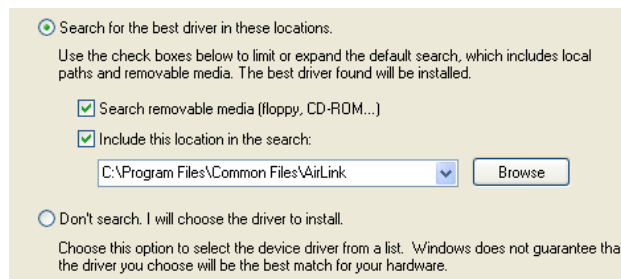 Search for the best driver in these locations.
Use the check boxes below to limit or expand the default search, which includes local
paths and removable media. The best driver found will be installed.
Search removable media (floppy, CD-ROM...)
Include this location in the search:
C:\Program Files\Common Files\AirLink
Browse
Don't search. I will choose the driver to install.
Choose this option to select the device driver from a list.  Windows does not guarantee tha
the driver you choose will be the best match for your hardware.